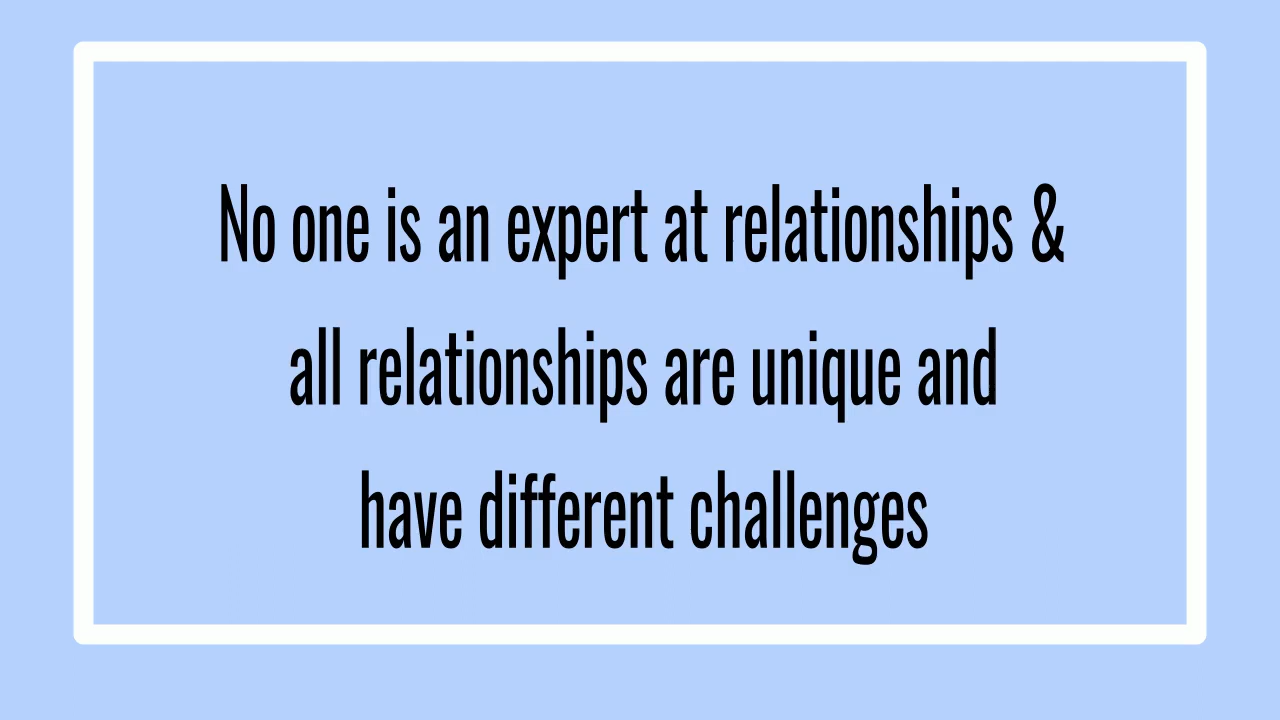 No one is an expert at relationships &
all relationships are unique and
have different challenges